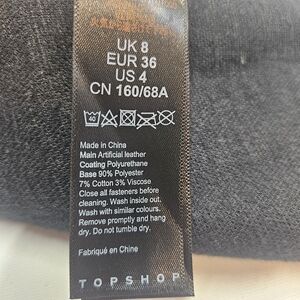 UK 8
EUR 36
US 4
CN 160/68A
40
Made in China
Main Artificial leather
Coating Polyurethane
Base 90% Polyester
7% Cotton 3% Viscose
Close all fasteners before
cleaning. Wash inside out.
Wash with similar colours.
Remove promptly and hang
dry. Do not tumble dry.
Fabriqué en Chine
TOPSHOP